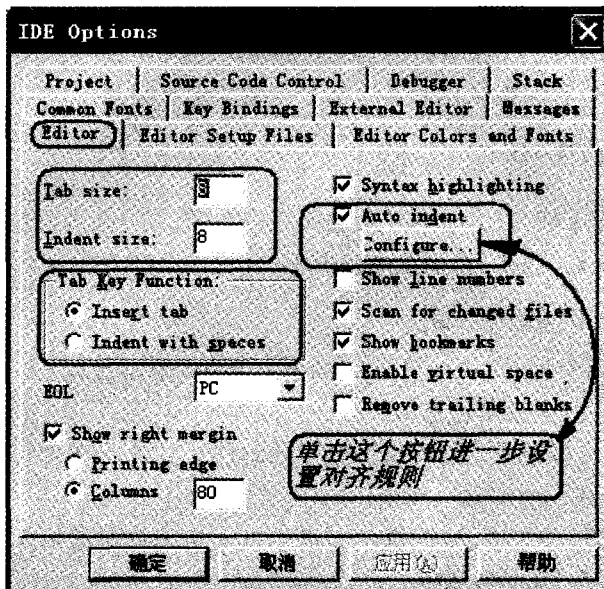 IDE Options
Project Source Code Control Debugger Stack
Common Fonts Key Bindings External Editor Messages
Editor Editor Setup Files Editor Colors and Fonts
Tab size:
Indent size: 8
Tab Key Function:
Insert tab
Indent with spaces
EOL PC
Show right margin
Printing edge
Columns 80
Syntax highlighting
Auto indent
Configure...
Show line numbers
Scan for changed files
Show bookmarks
Enable virtual space
Remove trailing blanks
单击这个按钮进一步设
置对齐规则
确定 取消 应用(A) 帮助